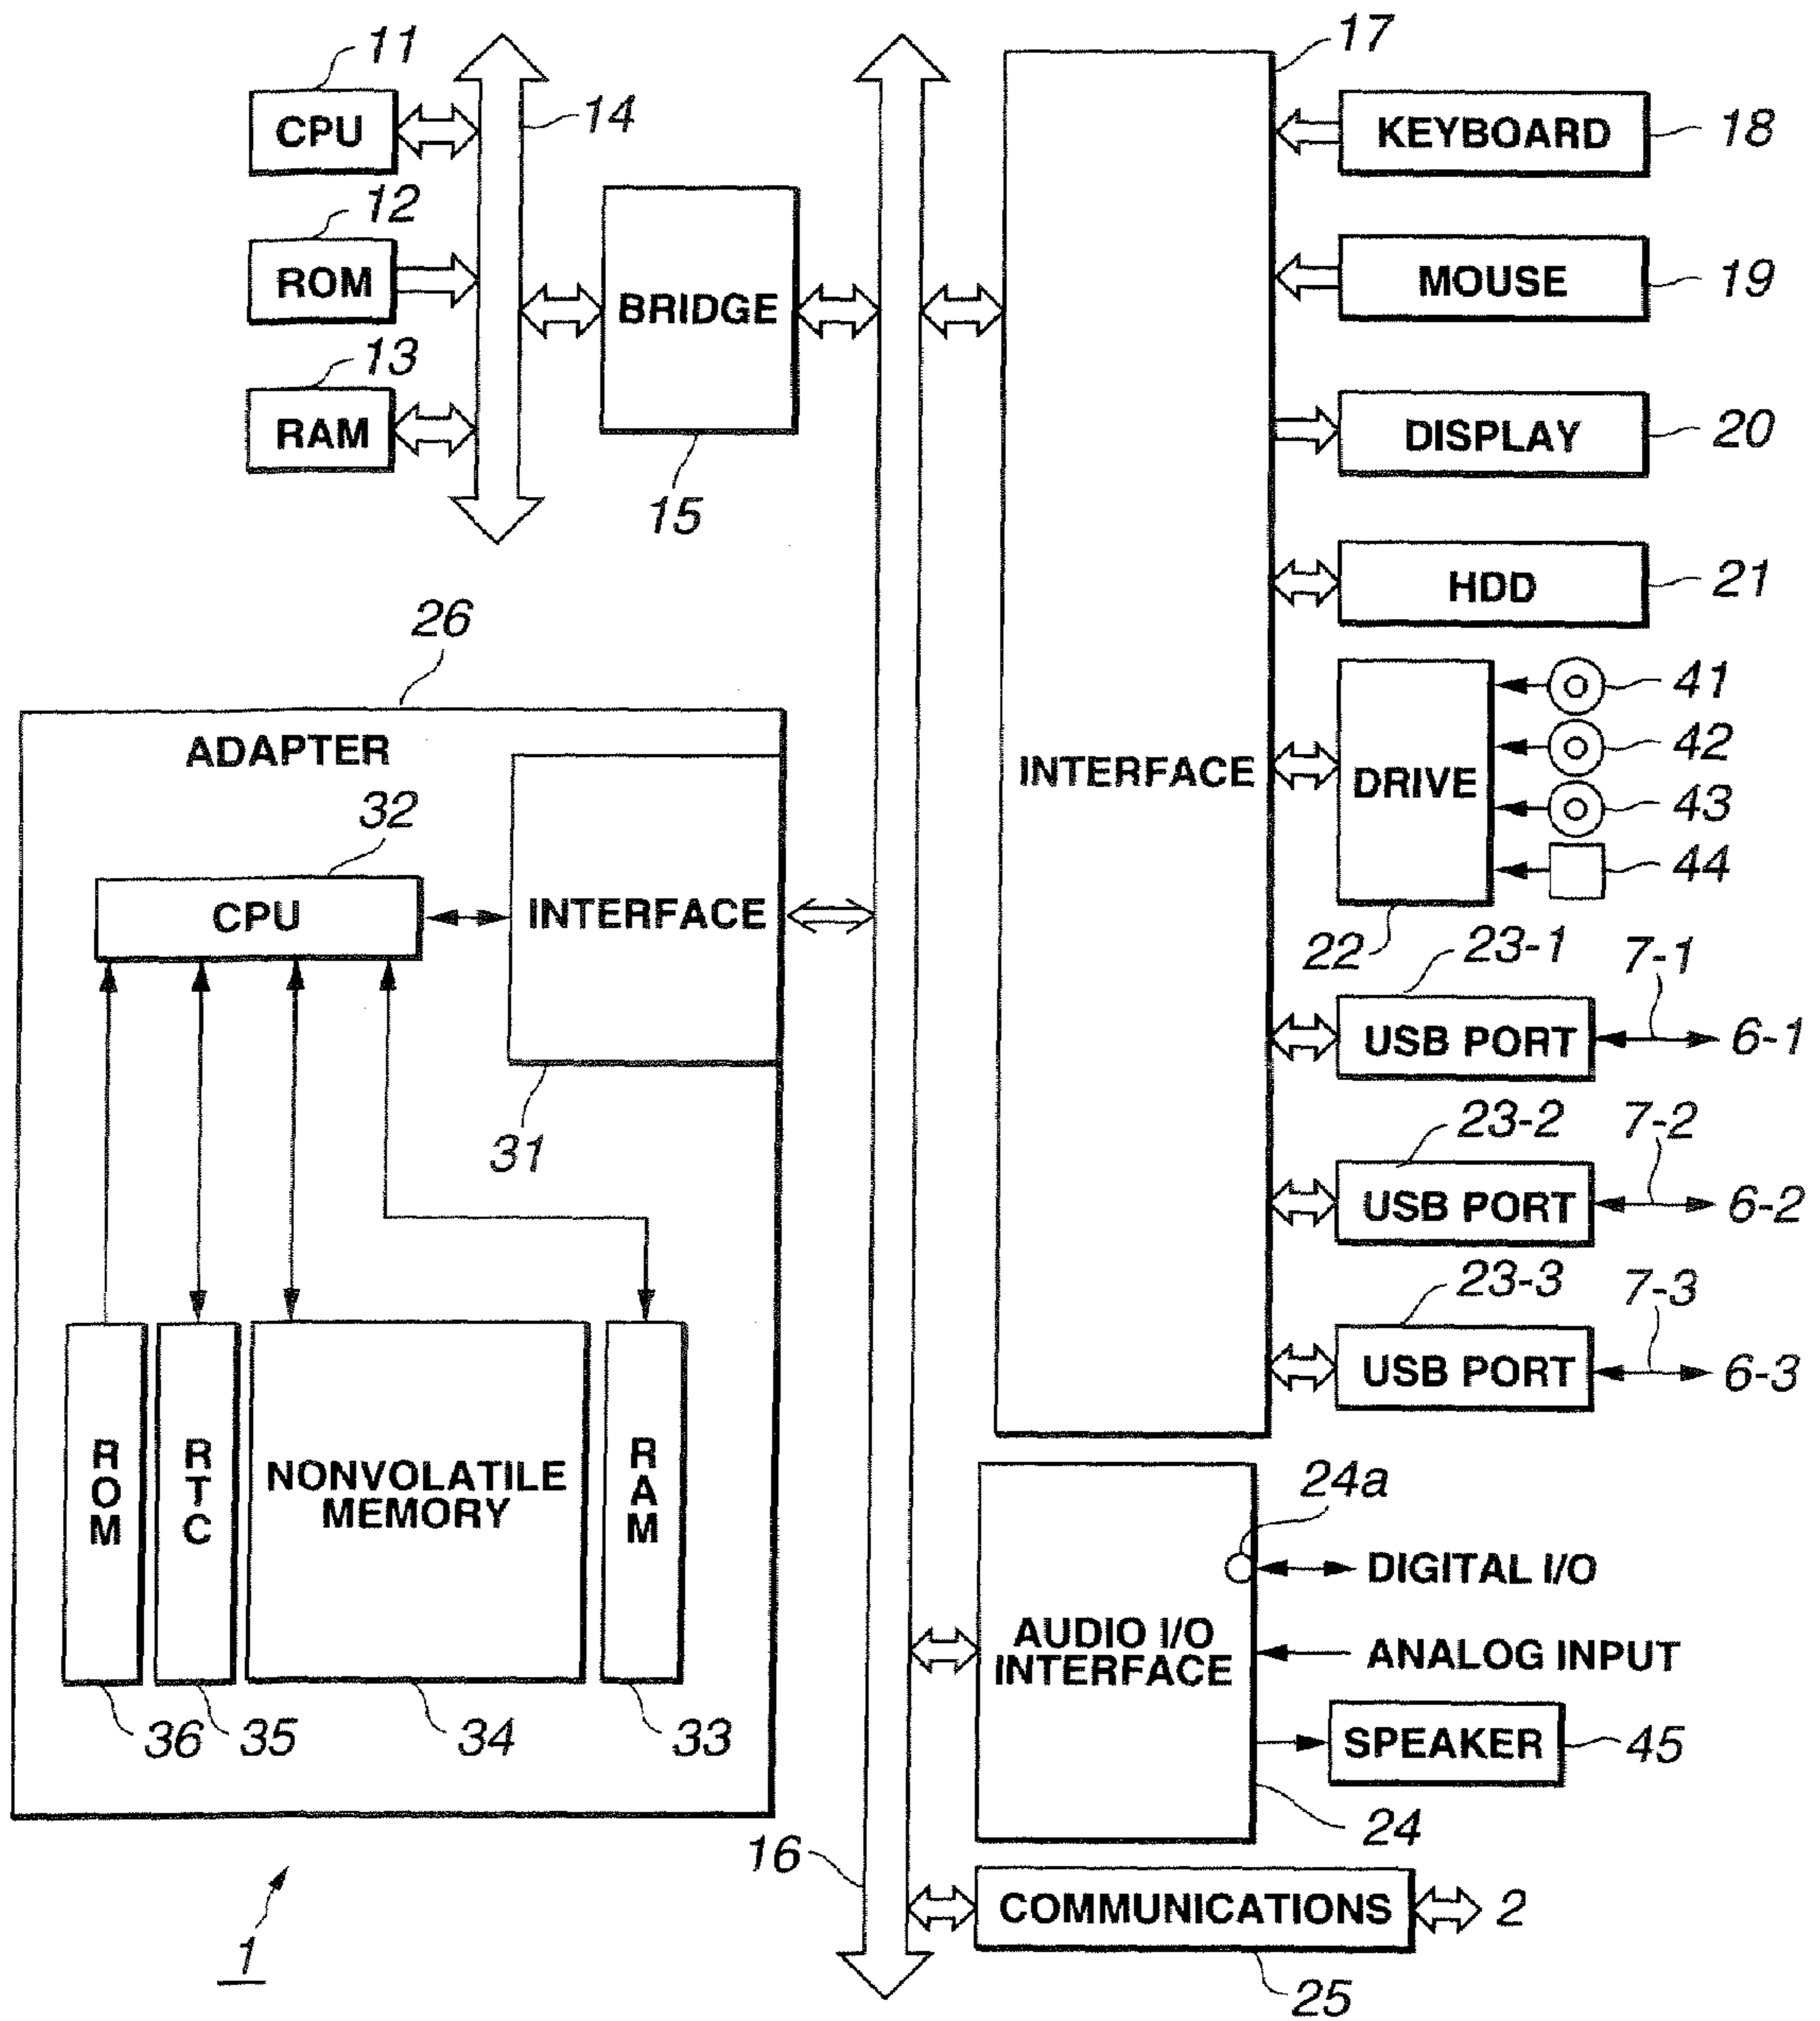 11
CPU
14
12
ROM
13
RAM
BRIDGE
15
17
INTERFACE
KEYBOARD
18
MOUSE
19
DISPLAY
20
HDD
21
DRIVE
41
42
43
44
22
23-1
7-1
USB PORT
6-1
23-2
7-2
USB PORT
6-2
23-3
7-3
USB PORT
6-3
26
ADAPTER
32
CPU
INTERFACE
31
ROM
RTC
NONVOLATILE
MEMORY
RAM
36
35
34
33
24a
DIGITAL I/O
AUDIO I/O
INTERFACE
ANALOG INPUT
SPEAKER
45
24
16
COMMUNICATIONS
2
25
1